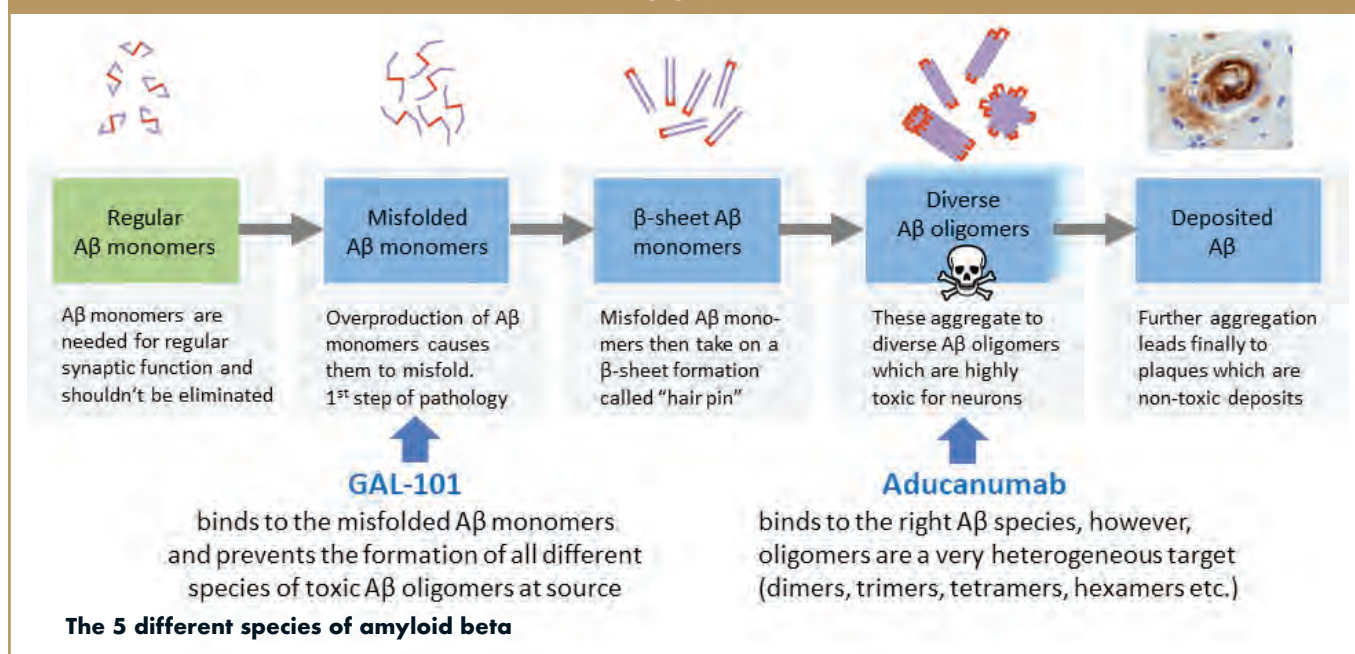 Regular
Aβ monomers
Misfolded
Aβ monomers
β-sheet Aβ
monomers
Diverse
Aβ oligomers
Deposited
Aβ
Aβ monomers are
needed for regular
synaptic function and
shouldn't be eliminated
Overproduction of Aβ
monomers causes
them to misfold.
1st step of pathology
Misfolded Aβ mono-
mers then take on a
β-sheet formation
called "hair pin"
These aggregate to
diverse Aβ oligomers
which are highly
toxic for neurons
Further aggregation
leads finally to
plaques which are
non-toxic deposits
GAL-101
binds to the misfolded Aβ monomers
and prevents the formation of all different
species of toxic Aβ oligomers at source
Aducanumab
binds to the right Aβ species, however,
oligomers are a very heterogeneous target
(dimers, trimers, tetramers, hexamers etc.)
The 5 different species of amyloid beta